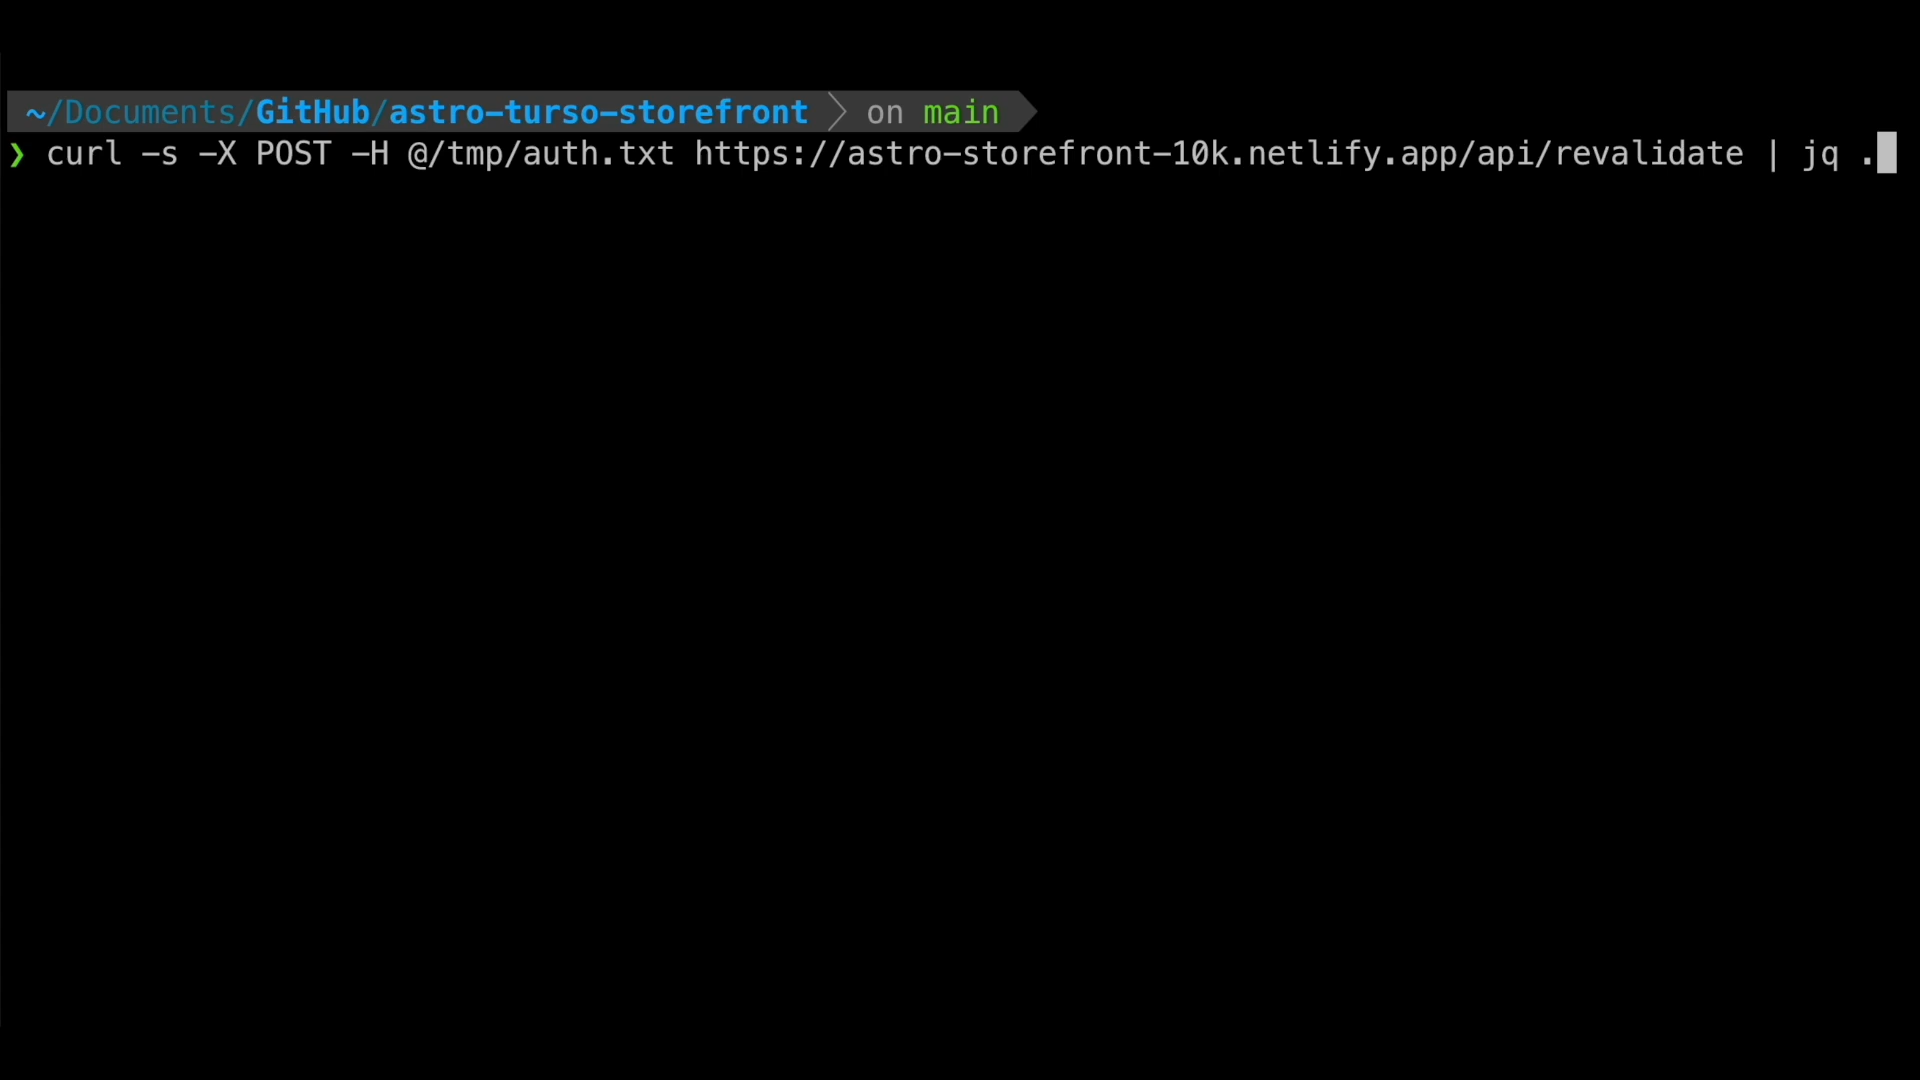 ~/Documents/GitHub/astro-turso-storefront on main
❯ curl -s -X POST -H @/tmp/auth.txt https://astro-storefront-10k.netlify.app/api/revalidate | jq .